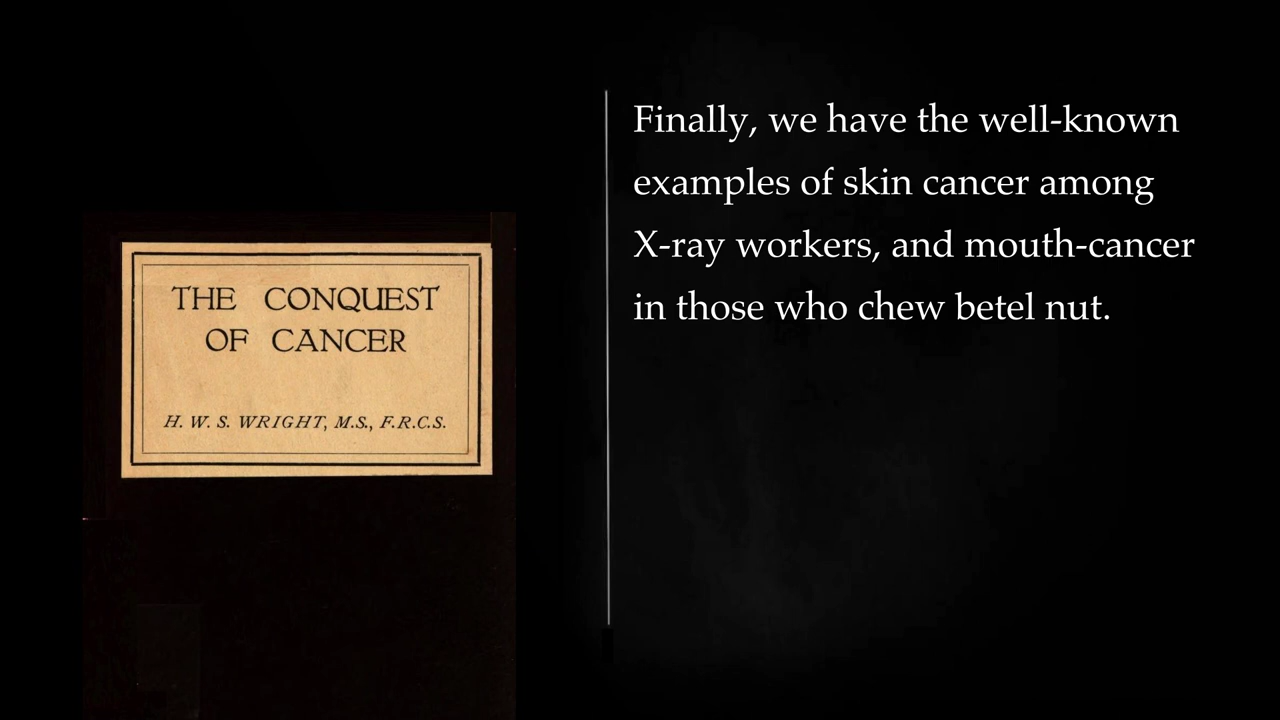 THE CONQUEST
OF CANCER
H. W. S. WRIGHT, M.S., F.R.C.S.
Finally, we have the well-known
examples of skin cancer among
X-ray workers, and mouth-cancer
in those who chew betel nut.